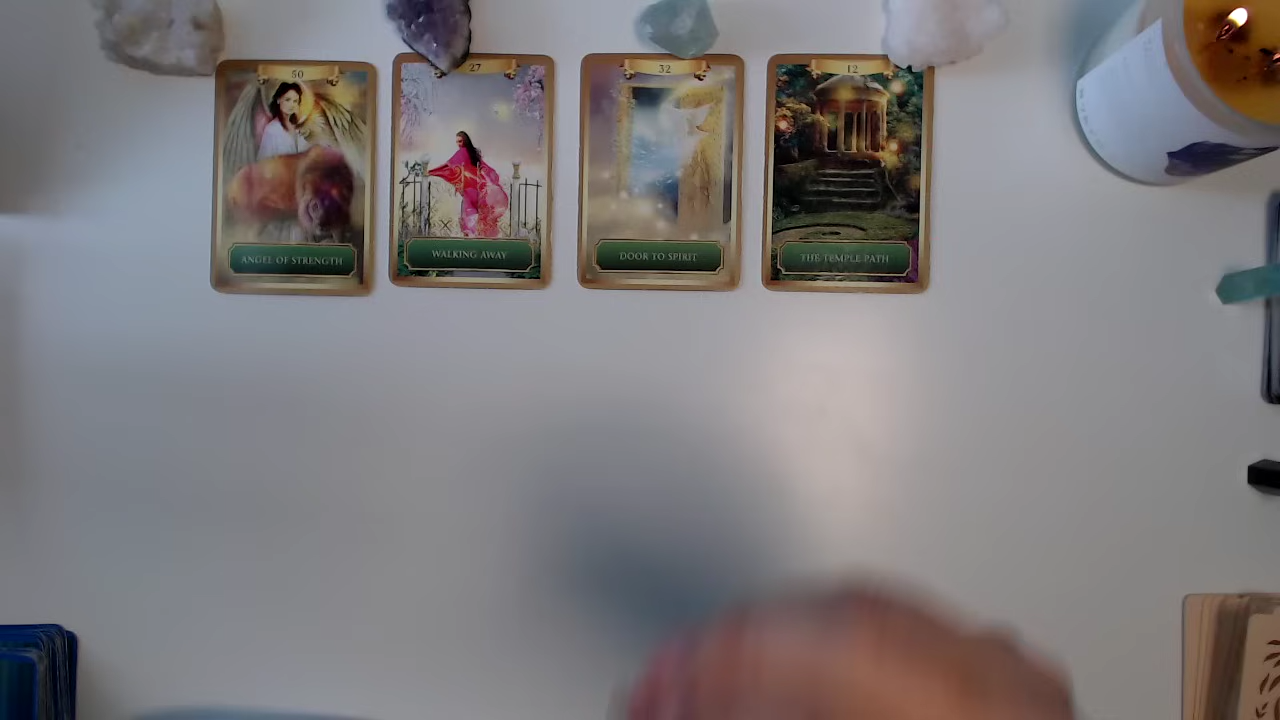 50
ANGEL OF STRENGTH
27
WALKING AWAY
32
DOOR TO SPIRIT
12
THE TEMPLE PATH